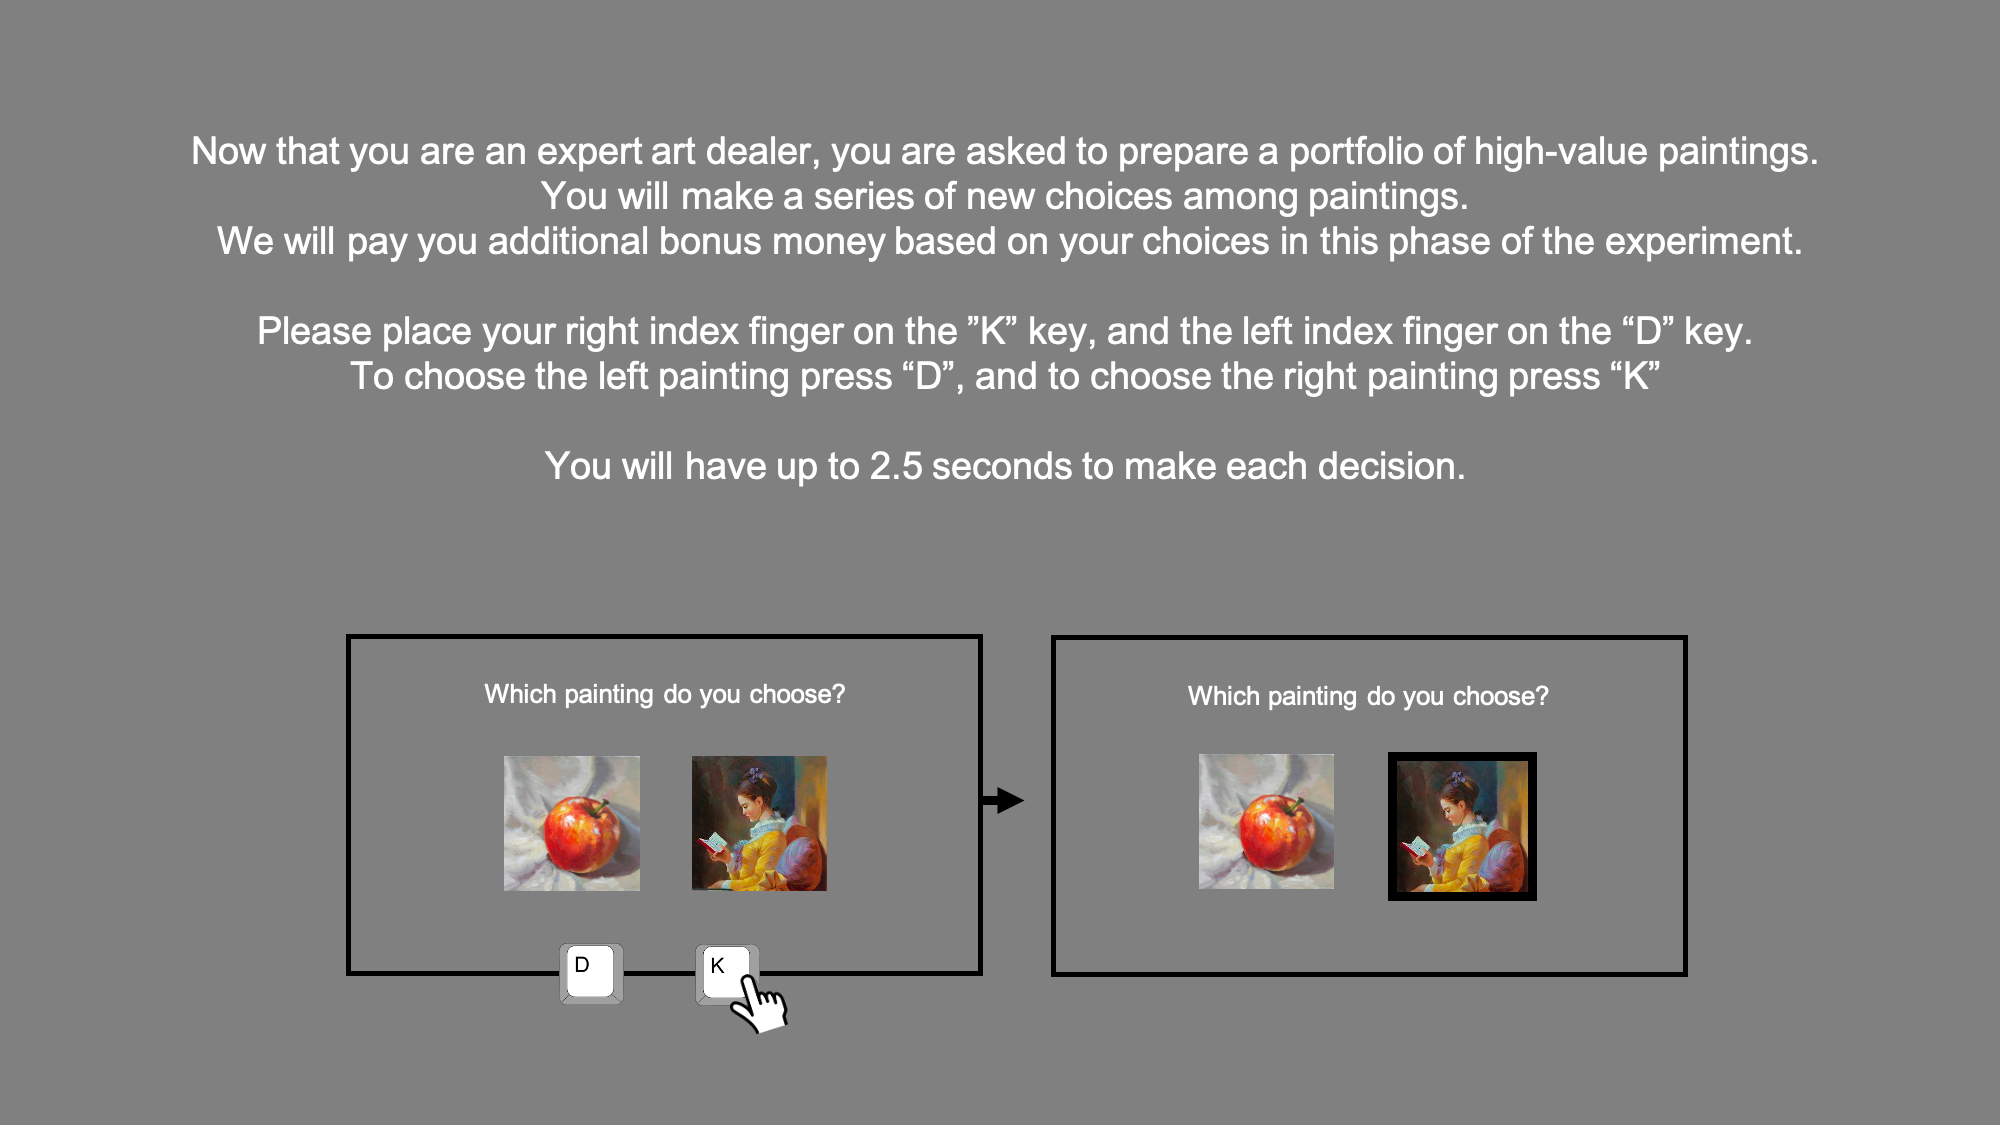 Now that you are an expert art dealer, you are asked to prepare a portfolio of high-value paintings.
You will make a series of new choices among paintings.
We will pay you additional bonus money based on your choices in this phase of the experiment.
Please place your right index finger on the ”K” key, and the left index finger on the “D” key.
To choose the left painting press “D”, and to choose the right painting press “K”
You will have up to 2.5 seconds to make each decision.
Which painting do you choose?
D
K
Which painting do you choose?